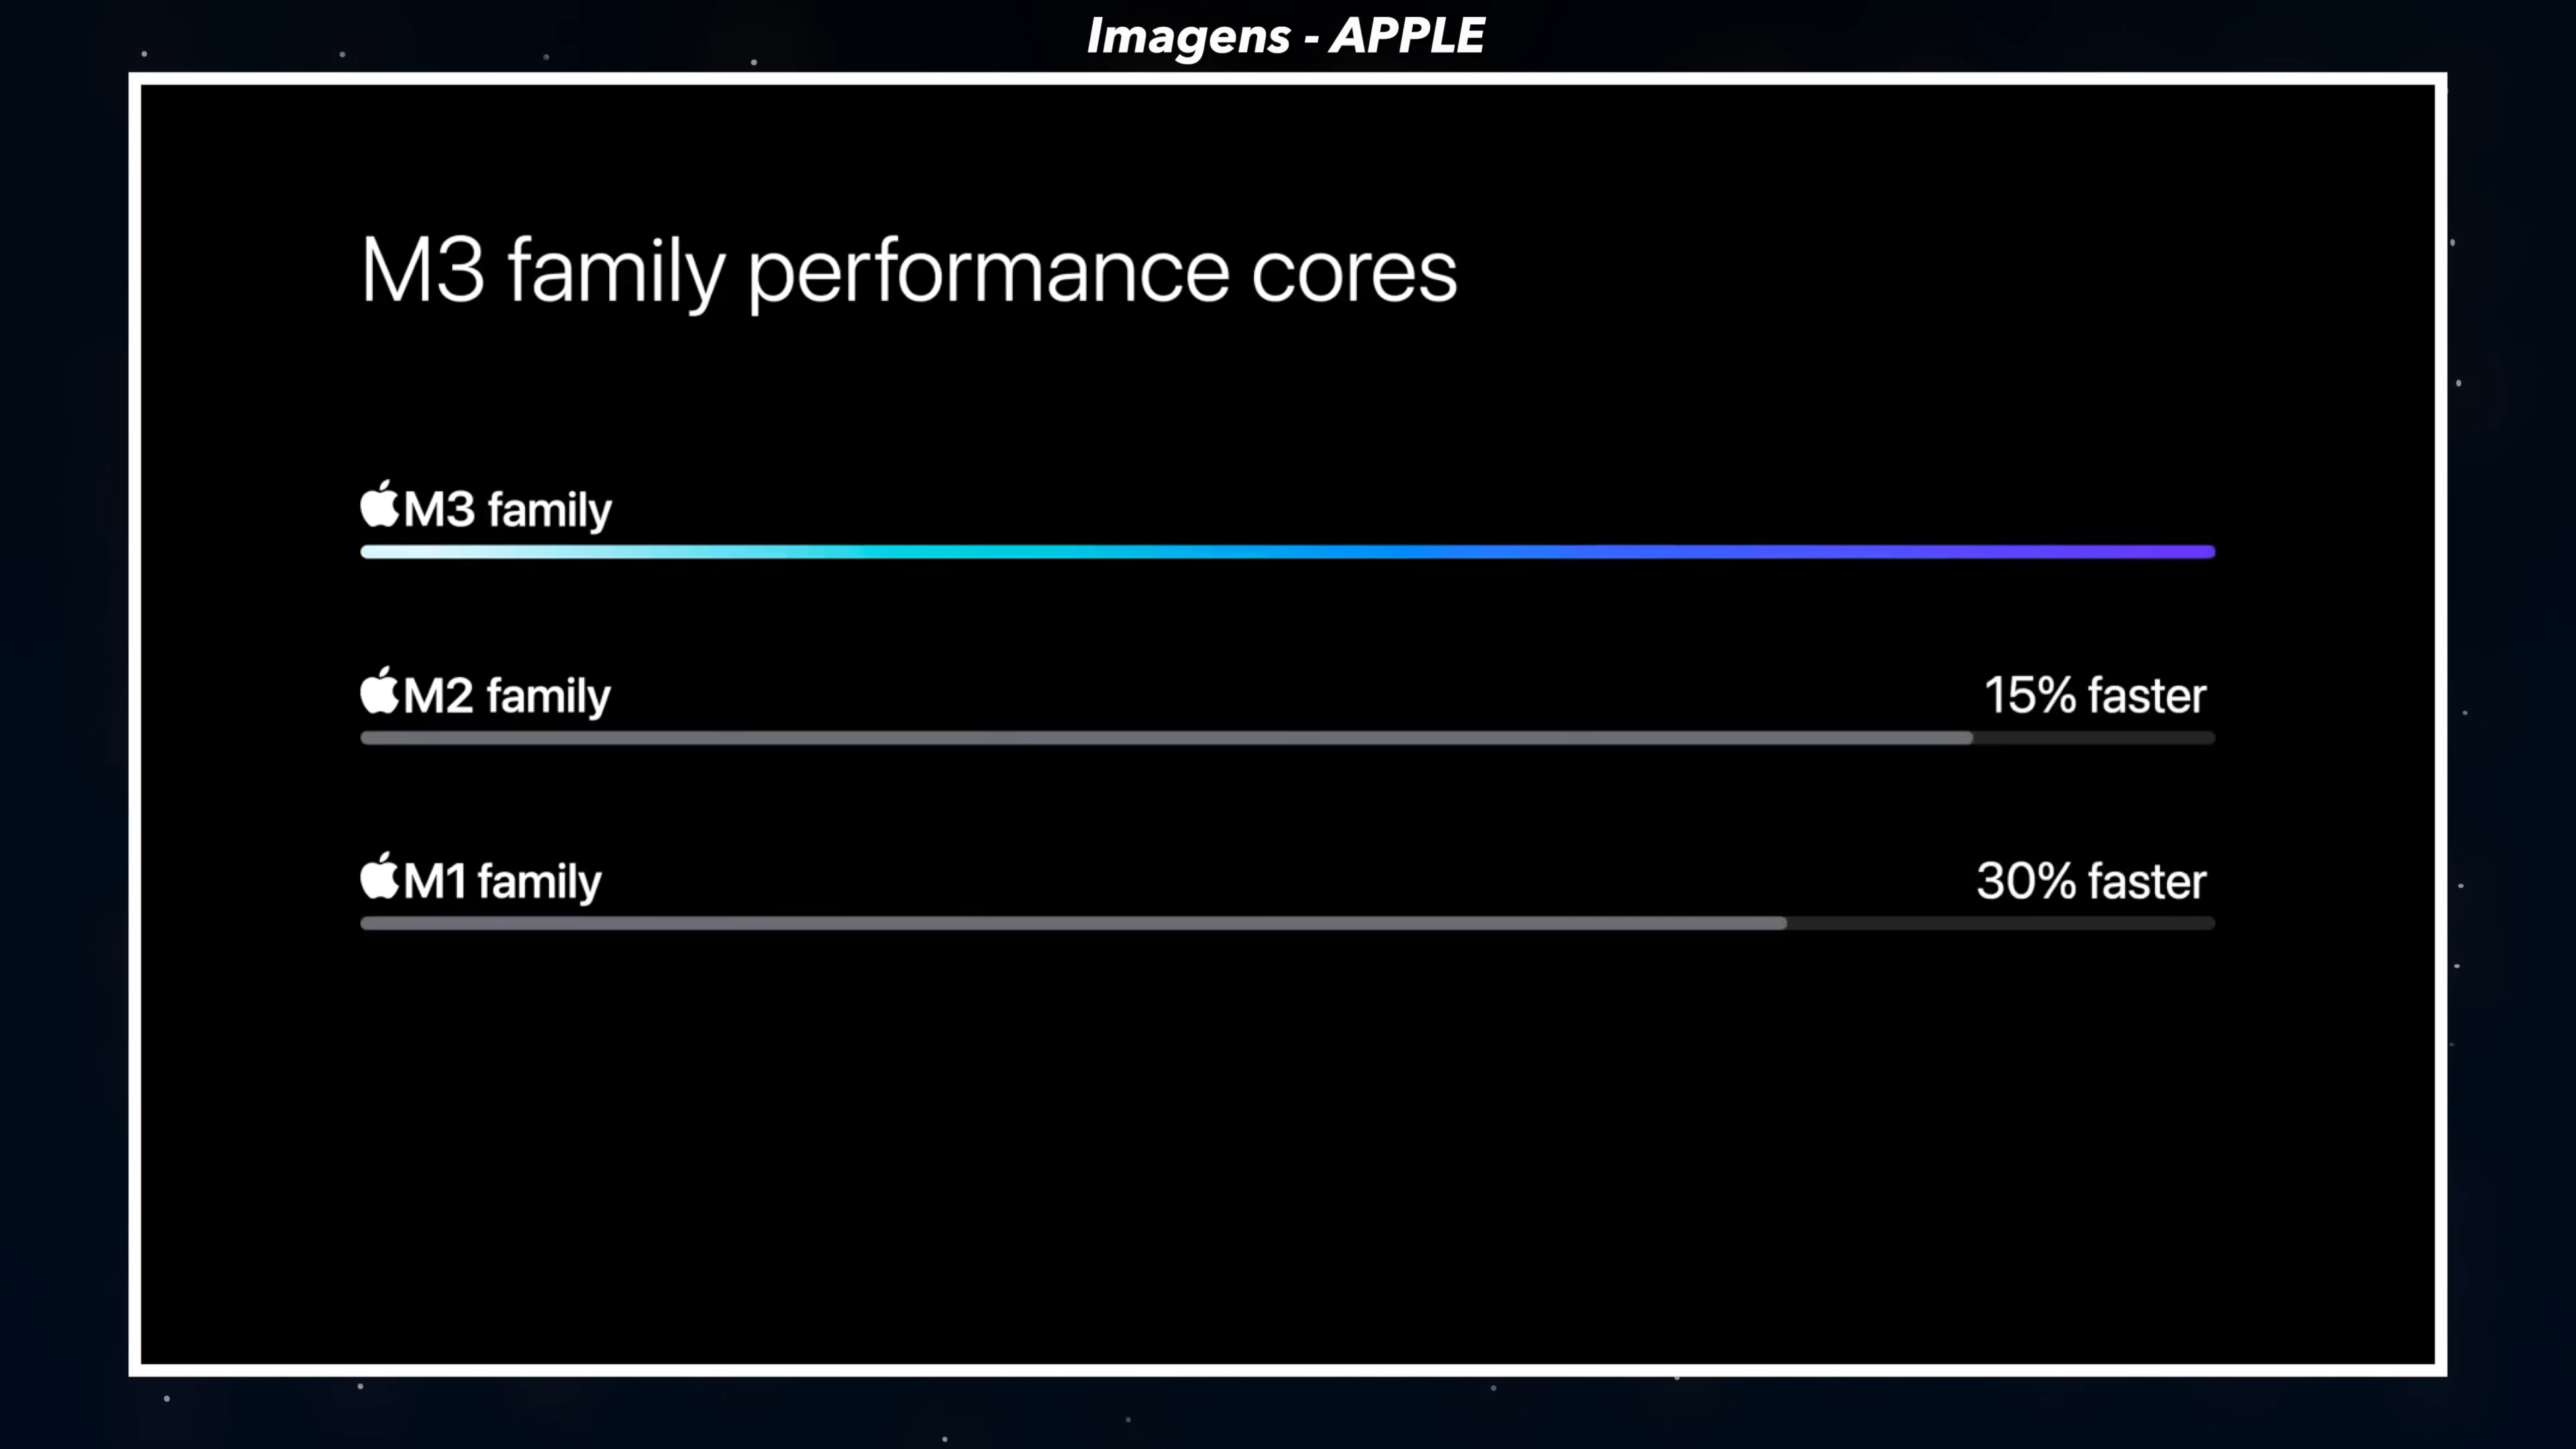 Imagens - APPLE
M3 family performance cores
M3 family
M2 family
15% faster
M1 family
30% faster